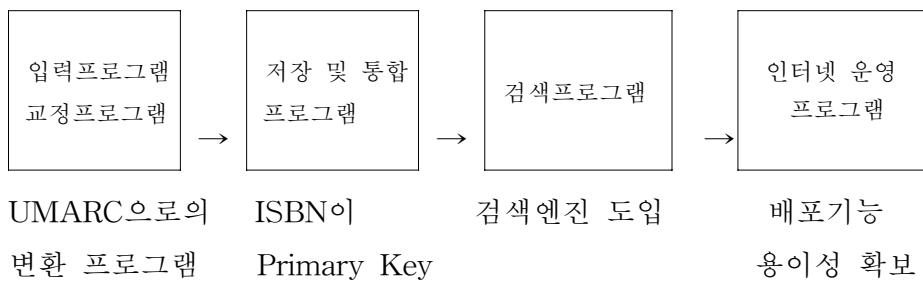 입력프로그램
교정프로그램
→
저장 및 통합
프로그램
→
검색프로그램
→
인터넷 운영
프로그램
UMARC으로의
변환 프로그램
ISBN이
Primary Key
검색엔진 도입
배포기능
용이성 확보